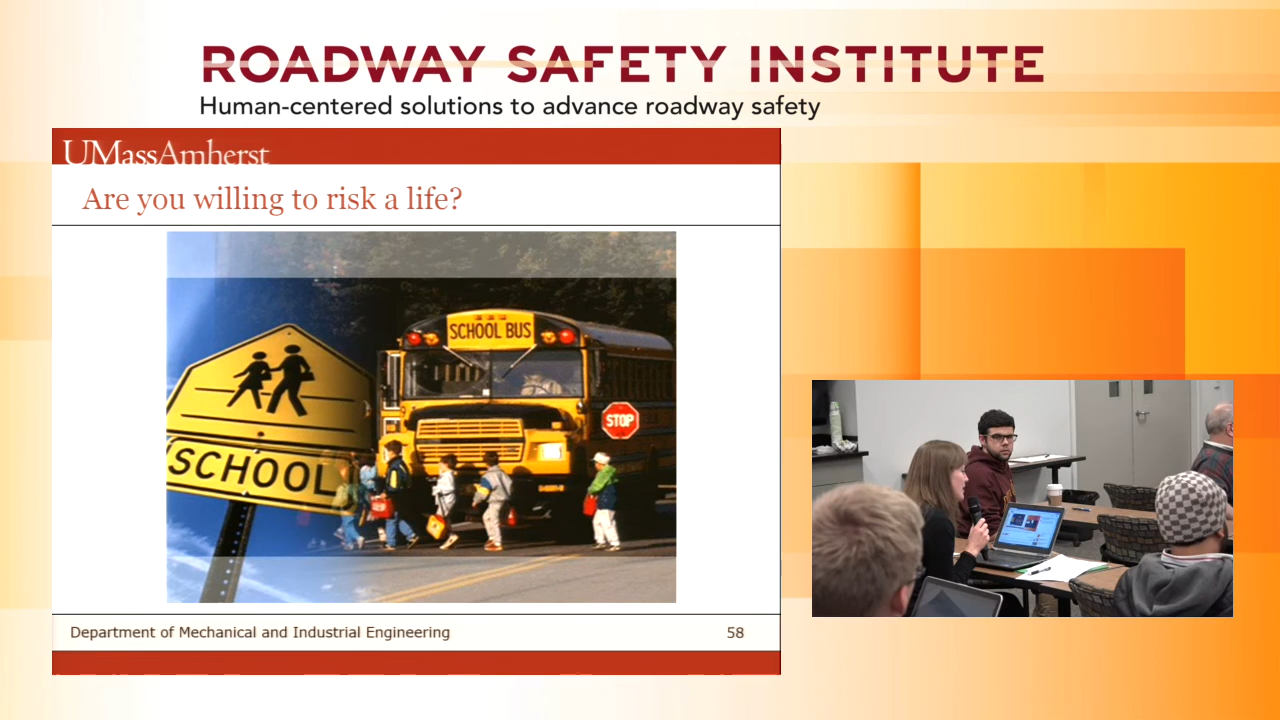 ROADWAY SAFETY INSTITUTE
Human-centered solutions to advance roadway safety
UMassAmherst
Are you willing to risk a life?
SCHOOL BUS
STOP
SCHOOL
Department of Mechanical and Industrial Engineering
58